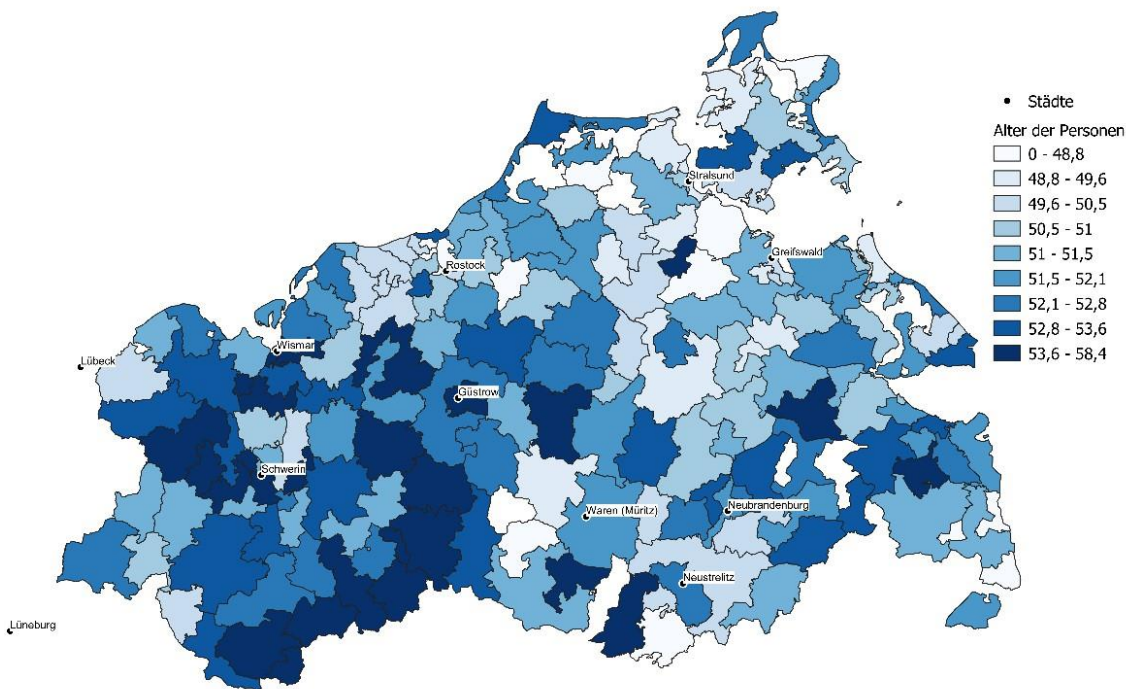 Städte
Alter der Personen
0 - 48,8
48,8 - 49,6
49,6 - 50,5
50,5 - 51
51 - 51,5
51,5 - 52,1
52,1 - 52,8
52,8 - 53,6
53,6 - 58,4
Stralsund
Greifswald
Rostock
Wismar
Lübeck
Güstrow
Schwerin
Waren (Müritz)
Neubrandenburg
Neustrelitz
Lüneburg